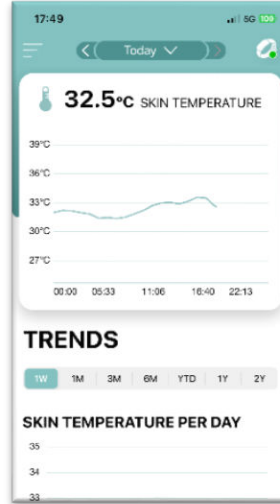 17:49 5G 109
Today
32.5°C SKIN TEMPERATURE
39°C
36°C
33°C
30°C
27°C
00:00 05:33 11:06 16:40 22:13
TRENDS
1W 1M 3M 6M YTD 1Y 2Y
SKIN TEMPERATURE PER DAY
35
34
33